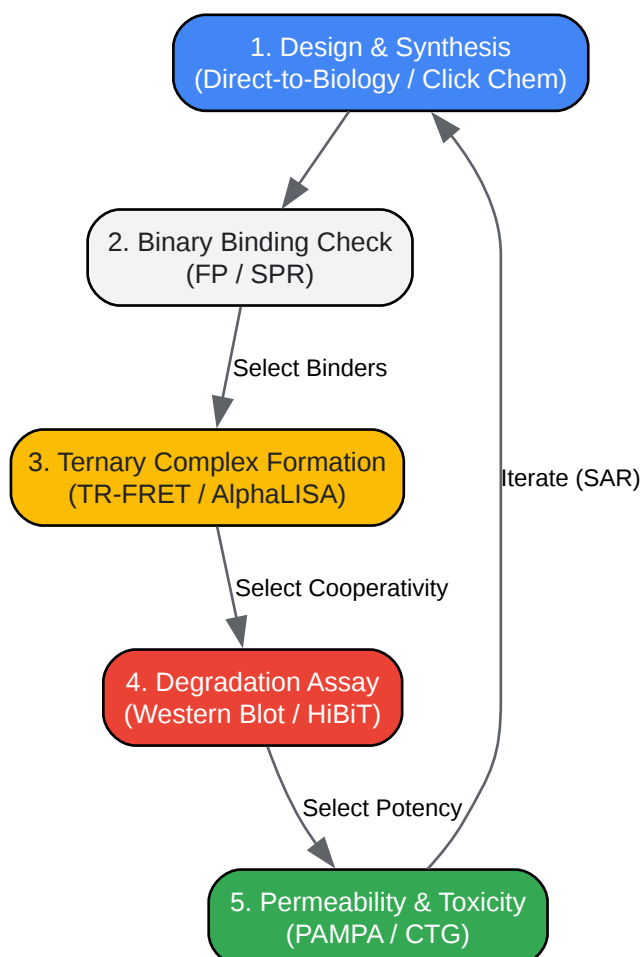 1. Design & Synthesis
(Direct-to-Biology / Click Chem)
2. Binary Binding Check
(FP / SPR)
Select Binders
3. Ternary Complex Formation
(TR-FRET / AlphaLISA)
Iterate (SAR)
Select Cooperativity
4. Degradation Assay
(Western Blot / HiBiT)
Select Potency
5. Permeability & Toxicity
(PAMPA / CTG)